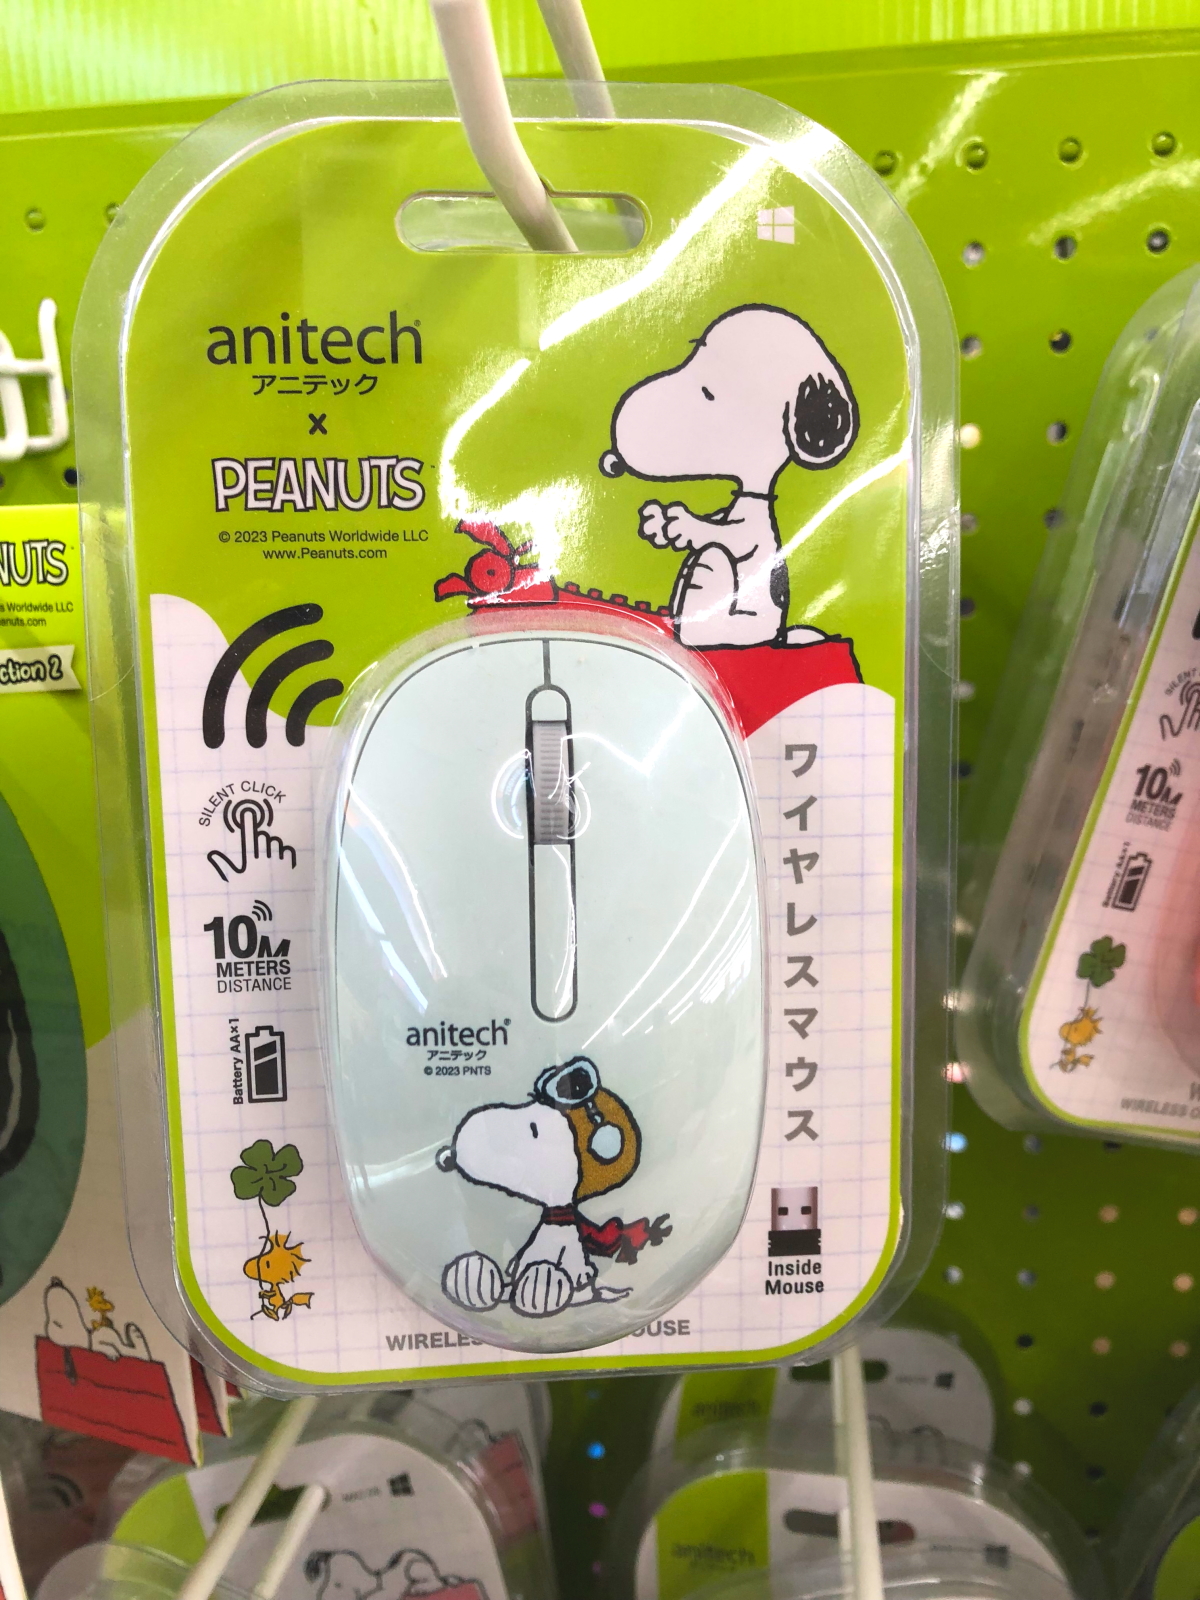 anitech®
アニテック
x
PEANUTS
© 2023 Peanuts Worldwide LLC
www.Peanuts.com
SILENT CLICK
10M
METERS
DISTANCE
Battery AA×1
anitech®
アニテック
© 2023 PNTS
ワイヤレスマウス
Inside
Mouse
WIRELES
OUSE
NUTS
s Worldwide LLC
anuts.com
ction 2
SILENT
10M
METERS
DISTANCE
Battery AA×1
WIRELESS O
anitech
anitech